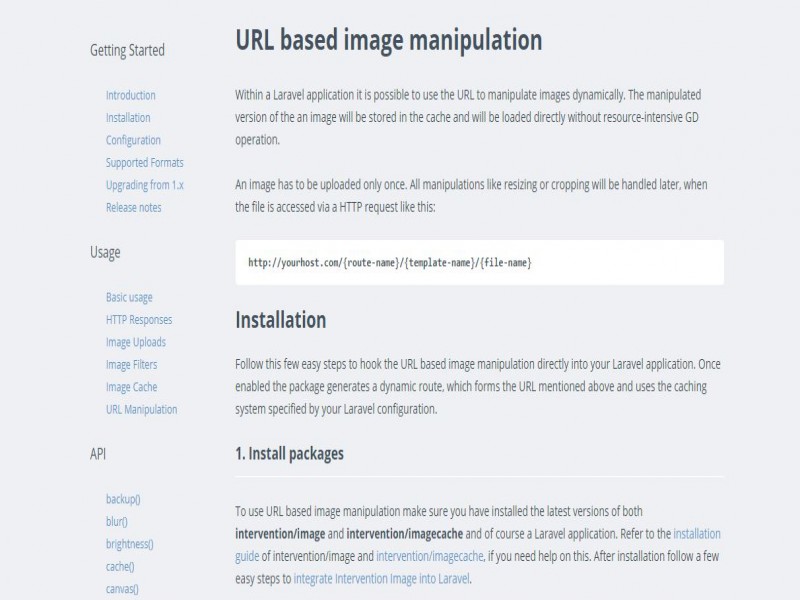 Getting Started
Introduction
Installation
Configuration
Supported Formats
Upgrading from 1.x
Release notes
Usage
Basic usage
HTTP Responses
Image Uploads
Image Filters
Image Cache
URL Manipulation
API
backup()
blur()
brightness()
cache()
canvas()
URL based image manipulation
Within a Laravel application it is possible to use the URL to manipulate images dynamically. The manipulated
version of the an image will be stored in the cache and will be loaded directly without resource-intensive GD
operation.
An image has to be uploaded only once. All manipulations like resizing or cropping will be handled later, when
the file is accessed via a HTTP request like this:
http://yourhost.com/{route-name}/{template-name}/{file-name}
Installation
Follow this few easy steps to hook the URL based image manipulation directly into your Laravel application. Once
enabled the package generates a dynamic route, which forms the URL mentioned above and uses the caching
system specified by your Laravel configuration.
1. Install packages
To use URL based image manipulation make sure you have installed the latest versions of both
intervention/image and intervention/imagecache and of course a Laravel application. Refer to the installation
guide of intervention/image and intervention/imagecache, if you need help on this. After installation follow a few
easy steps to integrate Intervention Image into Laravel.